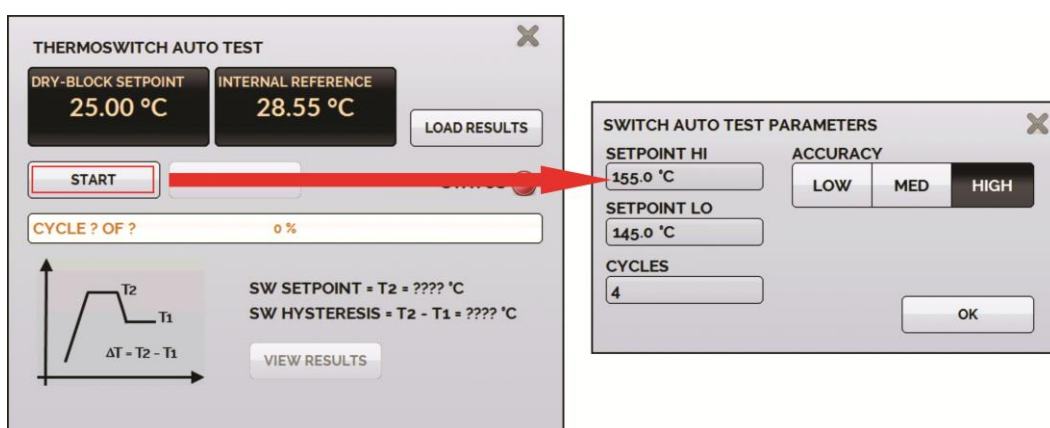 THERMOSWITCH AUTO TEST
DRY-BLOCK SETPOINT
25.00 °C
INTERNAL REFERENCE
28.55 °C
LOAD RESULTS
START
CYCLE ? OF ?
0 %
T2
T1
ΔT = T2 - T1
SW SETPOINT = T2 = ???? °C
SW HYSTERESIS = T2 - T1 = ???? °C
VIEW RESULTS
SWITCH AUTO TEST PARAMETERS
SETPOINT HI
155.0 °C
SETPOINT LO
145.0 °C
CYCLES
4
ACCURACY
LOW
MED
HIGH
OK